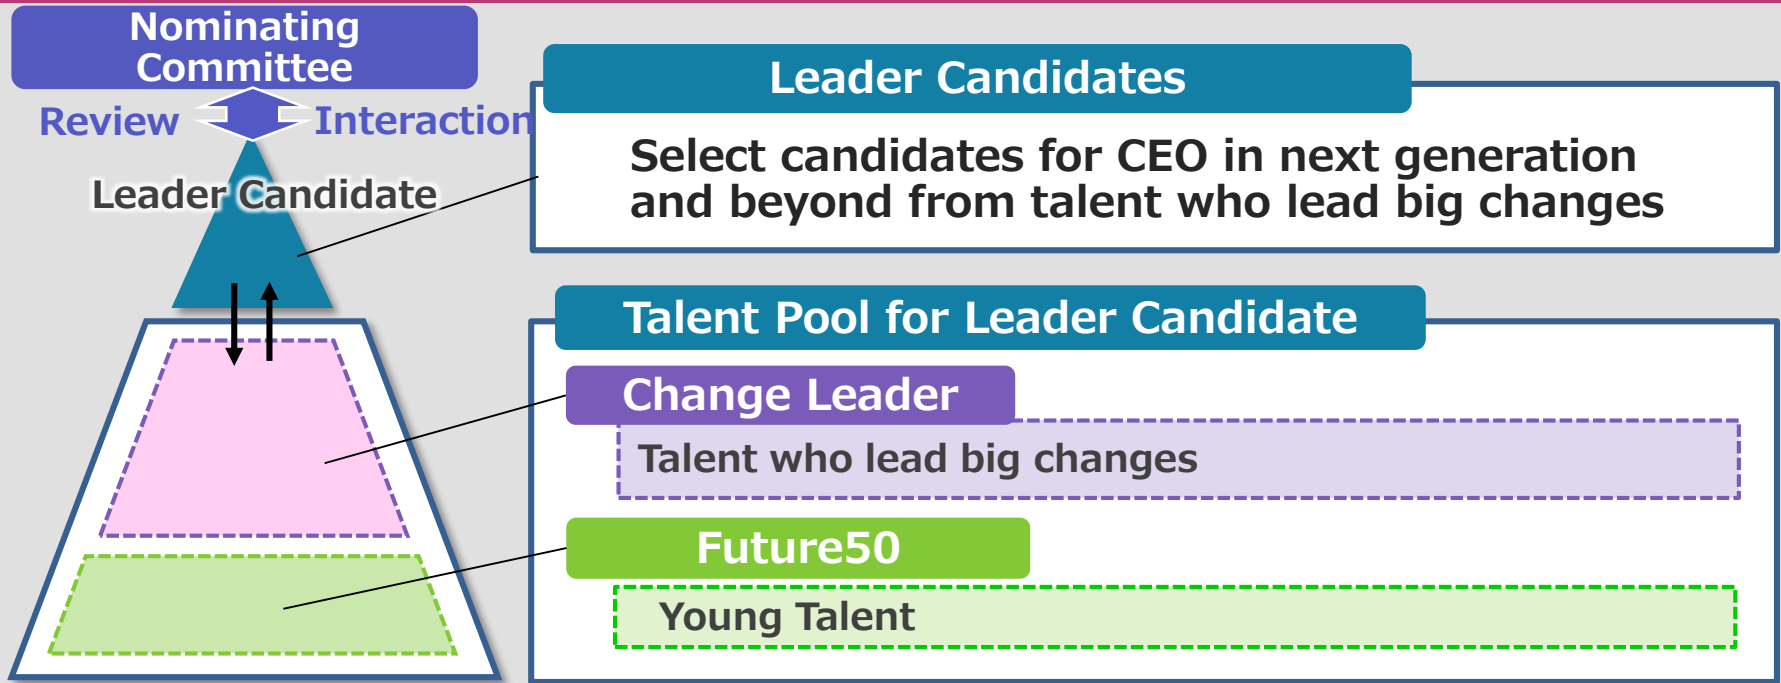 Nominating
Committee
Review
Interaction
Leader Candidate
Leader Candidates
Select candidates for CEO in next generation
and beyond from talent who lead big changes
Talent Pool for Leader Candidate
Change Leader
Talent who lead big changes
Future50
Young Talent